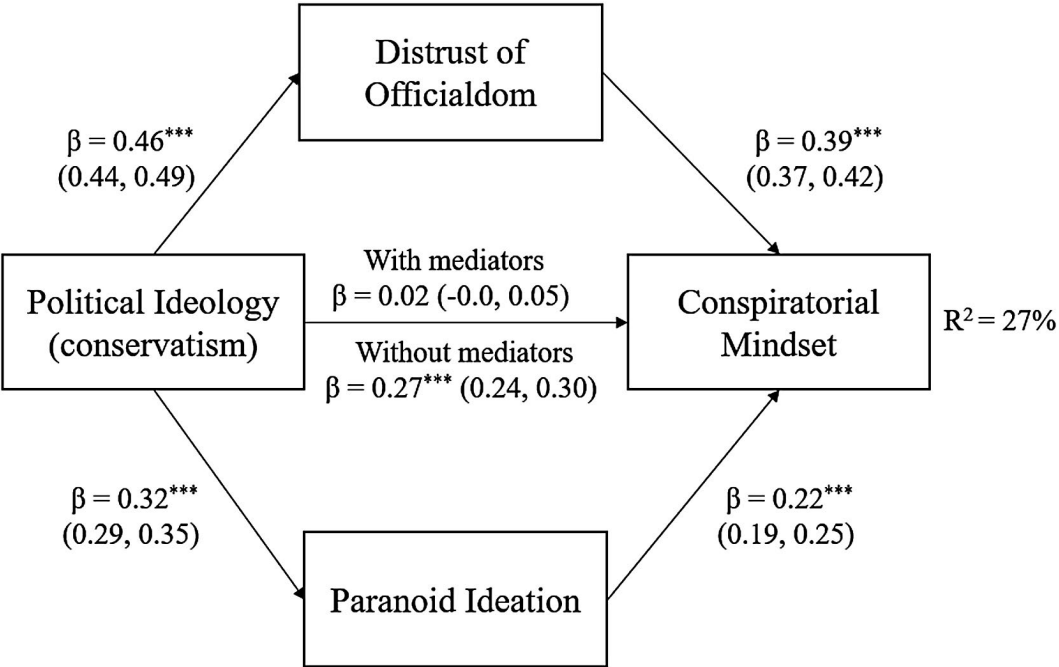 Distrust of
Officialdom
β = 0.46***
(0.44, 0.49)
β = 0.39***
(0.37, 0.42)
Political Ideology
(conservatism)
With mediators
β = 0.02 (-0.0, 0.05)
Without mediators
β = 0.27*** (0.24, 0.30)
Conspiratorial
Mindset
R² = 27%
β = 0.32***
(0.29, 0.35)
β = 0.22***
(0.19, 0.25)
Paranoid Ideation